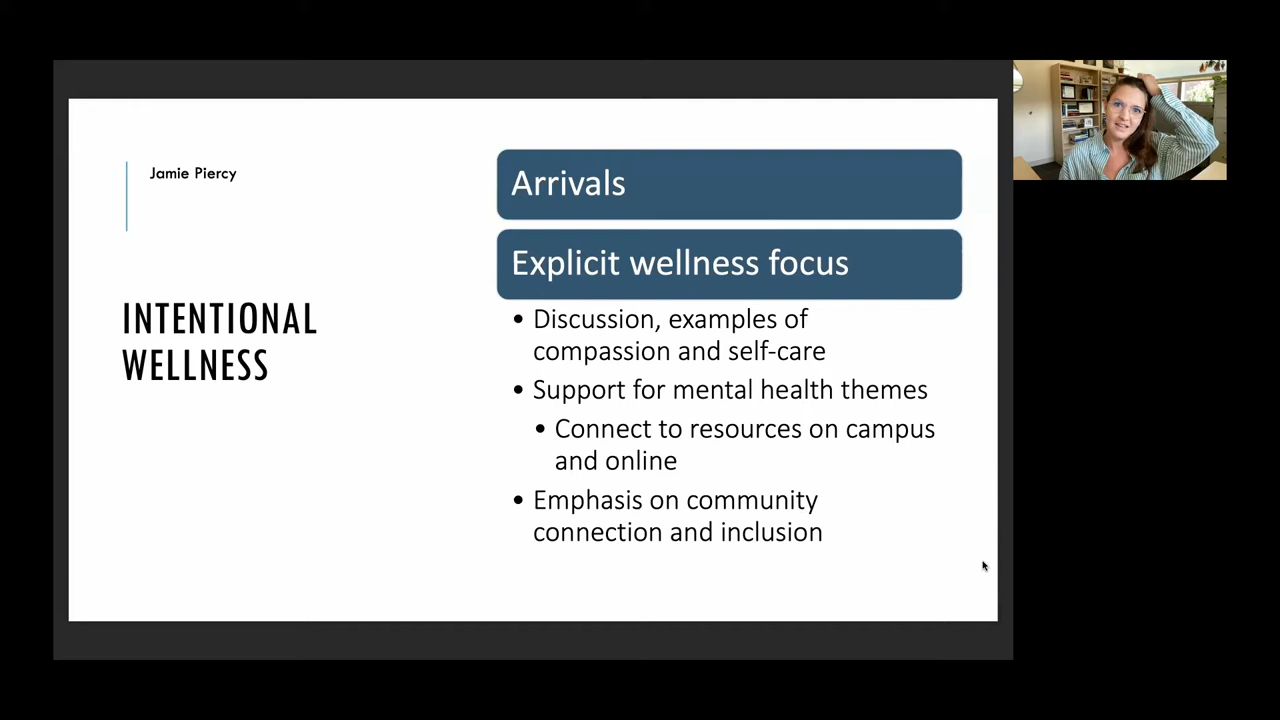 Jamie Piercy
INTENTIONAL
WELLNESS
Arrivals
Explicit wellness focus
• Discussion, examples of
compassion and self-care
• Support for mental health themes
• Connect to resources on campus
and online
• Emphasis on community
connection and inclusion